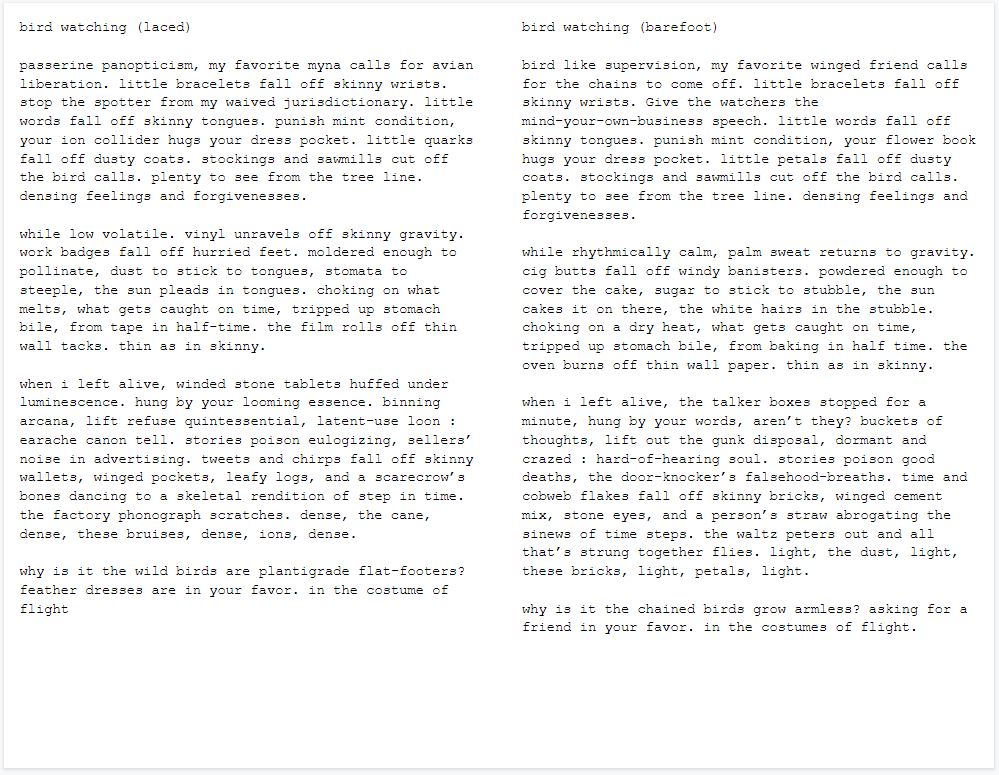 bird watching (laced)
passerine panopticism, my favorite myna calls for avian
liberation. little bracelets fall off skinny wrists.
stop the spotter from my waived jurisdictionary. little
words fall off skinny tongues. punish mint condition,
your ion collider hugs your dress pocket. little quarks
fall off dusty coats. stockings and sawmills cut off
the bird calls. plenty to see from the tree line.
densing feelings and forgivenesses.
while low volatile. vinyl unravels off skinny gravity.
work badges fall off hurried feet. moldered enough to
pollinate, dust to stick to tongues, stomata to
steeple, the sun pleads in tongues. choking on what
melts, what gets caught on time, tripped up stomach
bile, from tape in half-time. the film rolls off thin
wall tacks. thin as in skinny.
when i left alive, winded stone tablets huffed under
luminescence. hung by your looming essence. binning
arcana, lift refuse quintessential, latent-use loon :
earache canon tell. stories poison eulogizing, sellers’
noise in advertising. tweets and chirps fall off skinny
wallets, winged pockets, leafy logs, and a scarecrow’s
bones dancing to a skeletal rendition of step in time.
the factory phonograph scratches. dense, the cane,
dense, these bruises, dense, ions, dense.
why is it the wild birds are plantigrade flat-footers?
feather dresses are in your favor. in the costume of
flight
bird watching (barefoot)
bird like supervision, my favorite winged friend calls
for the chains to come off. little bracelets fall off
skinny wrists. Give the watchers the
mind-your-own-business speech. little words fall off
skinny tongues. punish mint condition, your flower book
hugs your dress pocket. little petals fall off dusty
coats. stockings and sawmills cut off the bird calls.
plenty to see from the tree line. densing feelings and
forgivenesses.
while rhythmically calm, palm sweat returns to gravity.
cig butts fall off windy banisters. powdered enough to
cover the cake, sugar to stick to stubble, the sun
cakes it on there, the white hairs in the stubble.
choking on a dry heat, what gets caught on time,
tripped up stomach bile, from baking in half time. the
oven burns off thin wall paper. thin as in skinny.
when i left alive, the talker boxes stopped for a
minute, hung by your words, aren’t they? buckets of
thoughts, lift out the gunk disposal, dormant and
crazed : hard-of-hearing soul. stories poison good
deaths, the door-knocker’s falsehood-breaths. time and
cobweb flakes fall off skinny bricks, winged cement
mix, stone eyes, and a person’s straw abrogating the
sinews of time steps. the waltz peters out and all
that’s strung together flies. light, the dust, light,
these bricks, light, petals, light.
why is it the chained birds grow armless? asking for a
friend in your favor. in the costumes of flight.